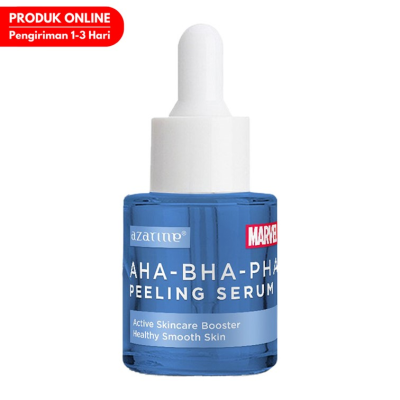 PRODUK ONLINE
Pengiriman 1-3 Hari
azarine®
MARVEL
AHA-BHA-PHA
PEELING SERUM
Active Skincare Booster
Healthy Smooth Skin